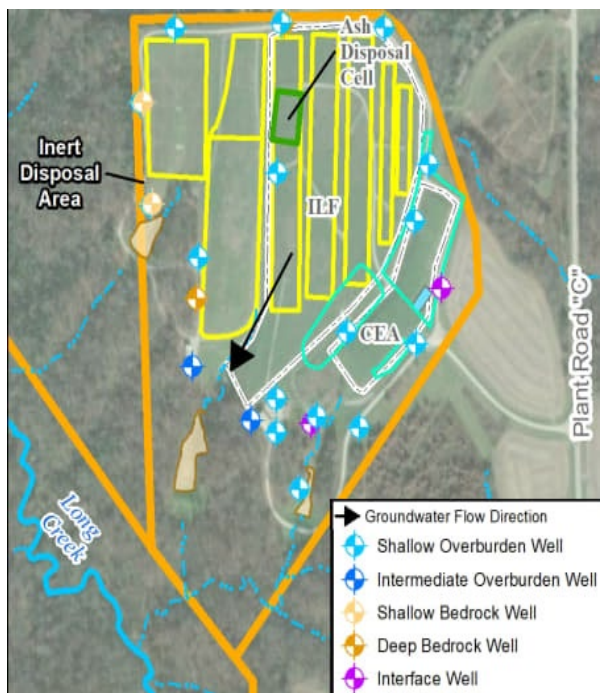 Ash
Disposal
Cell
Inert
Disposal
Area
ILF
CEA
Plant Road "C"
Long
Creek
Groundwater Flow Direction
Shallow Overburden Well
Intermediate Overburden Well
Shallow Bedrock Well
Deep Bedrock Well
Interface Well